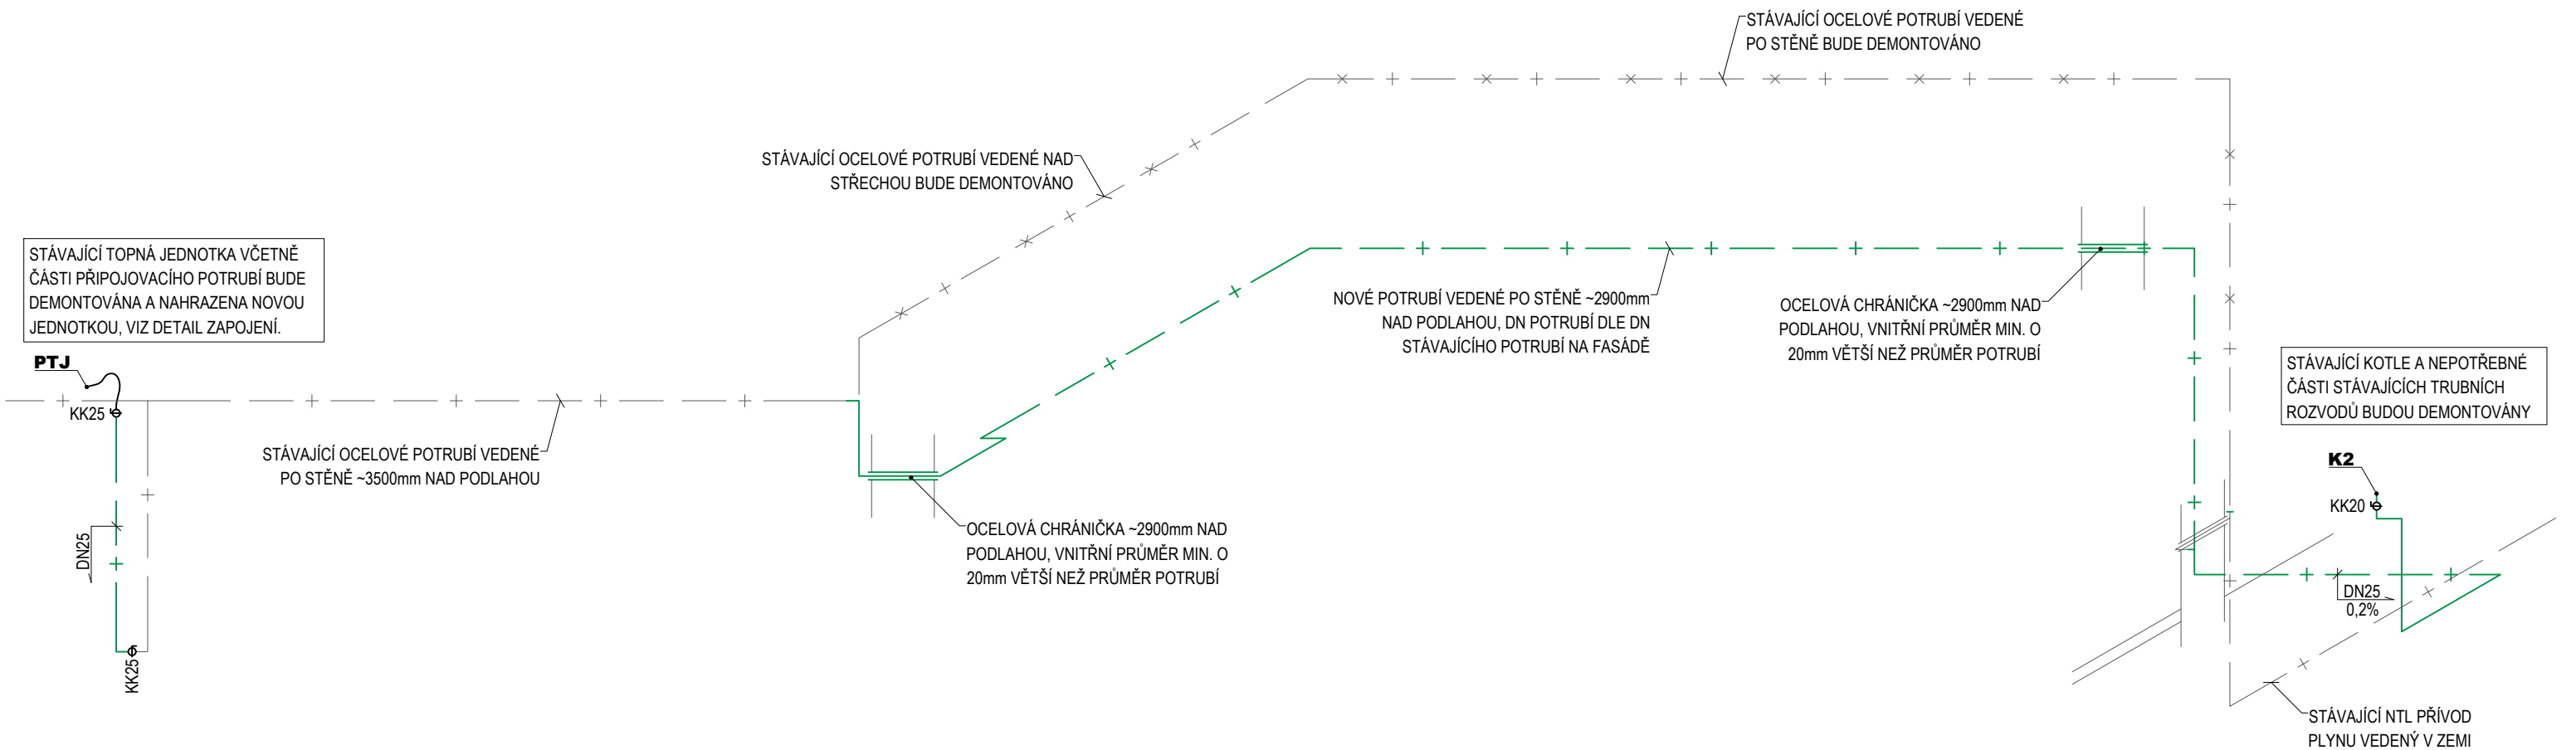 STÁVAJÍCÍ OCELOVÉ POTRUBÍ VEDENÉ
PO STĚNĚ BUDE DEMONTOVÁNO
STÁVAJÍCÍ OCELOVÉ POTRUBÍ VEDENÉ NAD
STŘECHOU BUDE DEMONTOVÁNO
STÁVAJÍCÍ TOPNÁ JEDNOTKA VČETNĚ
ČÁSTI PŘIPOJOVACÍHO POTRUBÍ BUDE
DEMONTOVÁNA A NAHRAZENA NOVOU
JEDNOTKOU, VIZ DETAIL ZAPOJENÍ.
PTJ
KK25
DN25
KK25
STÁVAJÍCÍ OCELOVÉ POTRUBÍ VEDENÉ
PO STĚNĚ ~3500mm NAD PODLAHOU
OCELOVÁ CHRÁNIČKA ~2900mm NAD
PODLAHOU, VNITŘNÍ PRŮMĚR MIN. O
20mm VĚTŠÍ NEŽ PRŮMĚR POTRUBÍ
NOVÉ POTRUBÍ VEDENÉ PO STĚNĚ ~2900mm
NAD PODLAHOU, DN POTRUBÍ DLE DN
STÁVAJÍCÍHO POTRUBÍ NA FASÁDĚ
OCELOVÁ CHRÁNIČKA ~2900mm NAD
PODLAHOU, VNITŘNÍ PRŮMĚR MIN. O
20mm VĚTŠÍ NEŽ PRŮMĚR POTRUBÍ
STÁVAJÍCÍ KOTLE A NEPOTŘEBNÉ
ČÁSTI STÁVAJÍCÍCH TRUBNÍCH
ROZVODŮ BUDOU DEMONTOVÁNY
K2
KK20
DN25
0,2%
STÁVAJÍCÍ NTL PŘÍVOD
PLYNU VEDENÝ V ZEMI